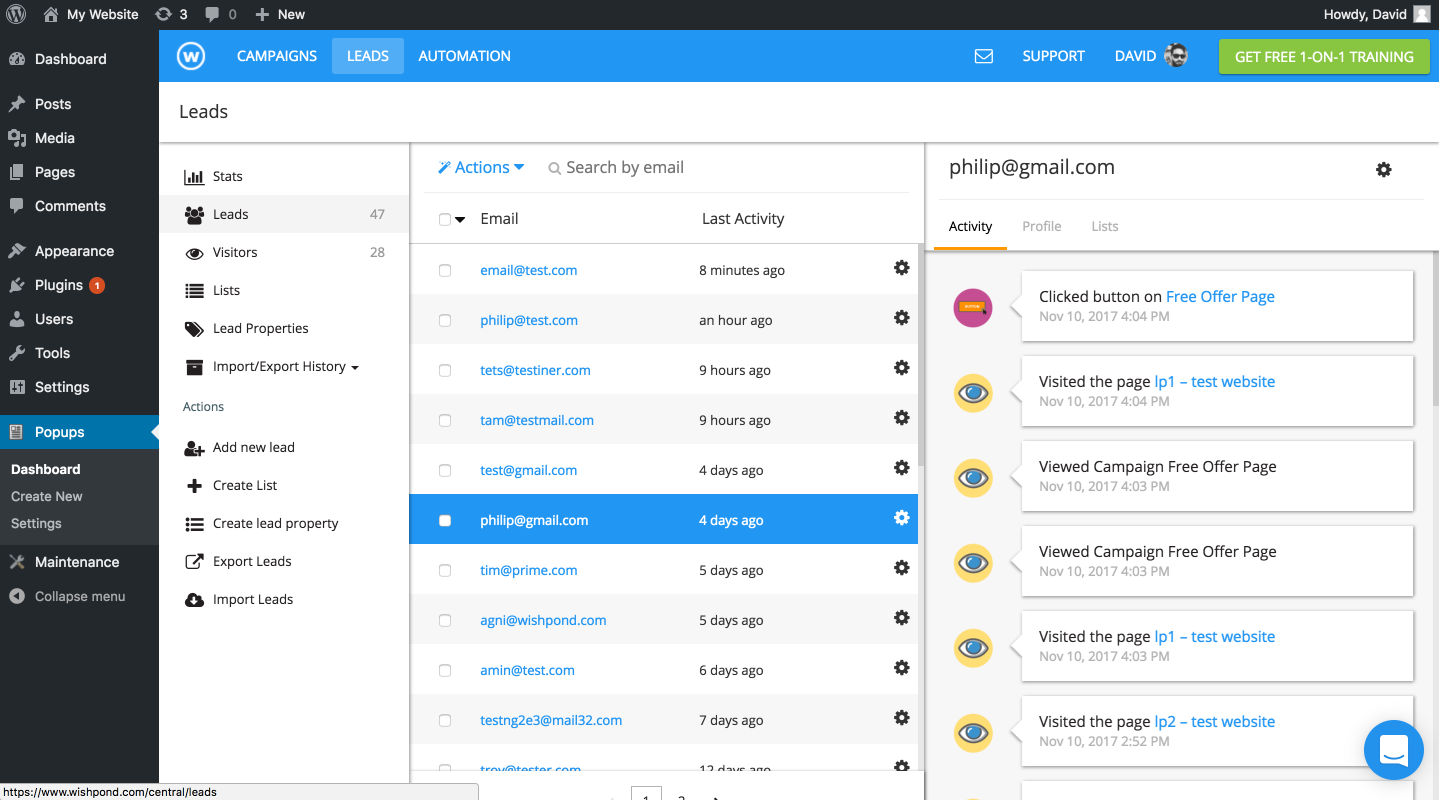 My Website 3 0 New Howdy, David
W CAMPAIGNS LEADS AUTOMATION SUPPORT DAVID GET FREE 1-ON-1 TRAINING
Dashboard
Posts
Media
Pages
Comments
Appearance
Plugins 1
Users
Tools
Settings
Popups
Dashboard
Create New
Settings
Maintenance
Collapse menu
Leads
Stats
Leads 47
Visitors 28
Lists
Lead Properties
Import/Export History
Actions
Add new lead
Create List
Create lead property
Export Leads
Import Leads
Actions Search by email
Email Last Activity
email@test.com 8 minutes ago
philip@test.com an hour ago
tets@testiner.com 9 hours ago
tam@testmail.com 9 hours ago
test@gmail.com 4 days ago
philip@gmail.com 4 days ago
tim@prime.com 5 days ago
agni@wishpond.com 5 days ago
amin@test.com 6 days ago
testng2e3@mail32.com 7 days ago
troy@tester.com 12 days ago
1 2
philip@gmail.com
Activity Profile Lists
BUTTON
Clicked button on Free Offer Page
Nov 10, 2017 4:04 PM
Visited the page lp1 – test website
Nov 10, 2017 4:04 PM
Viewed Campaign Free Offer Page
Nov 10, 2017 4:03 PM
Viewed Campaign Free Offer Page
Nov 10, 2017 4:03 PM
Visited the page lp1 – test website
Nov 10, 2017 4:03 PM
Visited the page lp2 – test website
Nov 10, 2017 2:52 PM
https://www.wishpond.com/central/leads